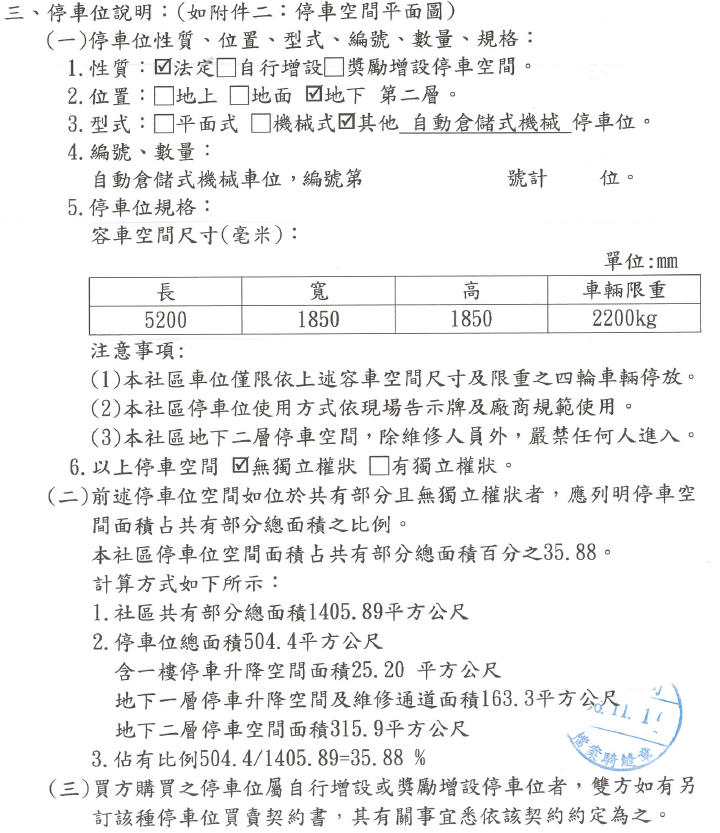 三、停車位說明：(如附件二：停車空間平面圖)
(一)停車位性質、位置、型式、編號、數量、規格：
1.性質：☑法定□自行增設□獎勵增設停車空間。
2.位置：□地上 □地面 ☑地下 第二層。
3.型式：□平面式 □機械式☑其他 自動倉儲式機械 停車位。
4.編號、數量：
自動倉儲式機械車位，編號第 號計 位。
5.停車位規格：
容車空間尺寸(毫米)：
單位:mm
長 寬 高 車輛限重
5200 1850 1850 2200kg
注意事項:
(1)本社區車位僅限依上述容車空間尺寸及限重之四輪車輛停放。
(2)本社區停車位使用方式依現場告示牌及廠商規範使用。
(3)本社區地下二層停車空間，除維修人員外，嚴禁任何人進入。
6.以上停車空間 ☑無獨立權狀 □有獨立權狀。
(二)前述停車位空間如位於共有部分且無獨立權狀者，應列明停車空
間面積占共有部分總面積之比例。
本社區停車位空間面積占共有部分總面積百分之35.88。
計算方式如下所示：
1.社區共有部分總面積1405.89平方公尺
2.停車位總面積504.4平方公尺
含一樓停車升降空間面積25.20 平方公尺
地下一層停車升降空間及維修通道面積163.3平方公尺
地下二層停車空間面積315.9平方公尺
3.佔有比例504.4/1405.89=35.88 %
檔案騎縫章
(三)買方購買之停車位屬自行增設或獎勵增設停車位者，雙方如有另
訂該種停車位買賣契約書，其有關事宜悉依該契約約定為之。